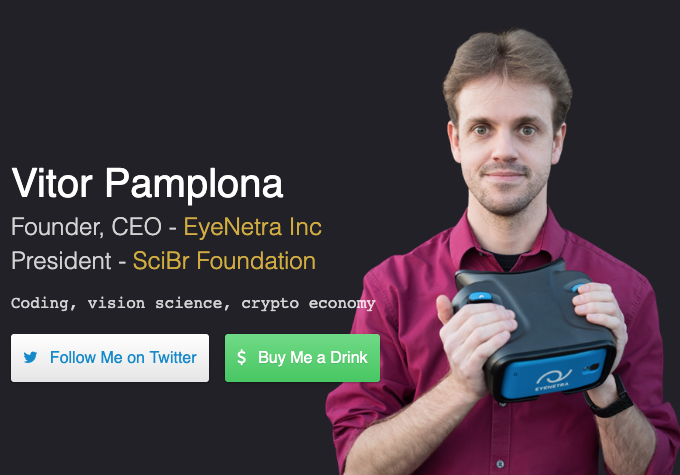 Vitor Pamplona
Founder, CEO - EyeNetra Inc
President - SciBr Foundation
Coding, vision science, crypto economy
Follow Me on Twitter
$ Buy Me a Drink
EYENETRA